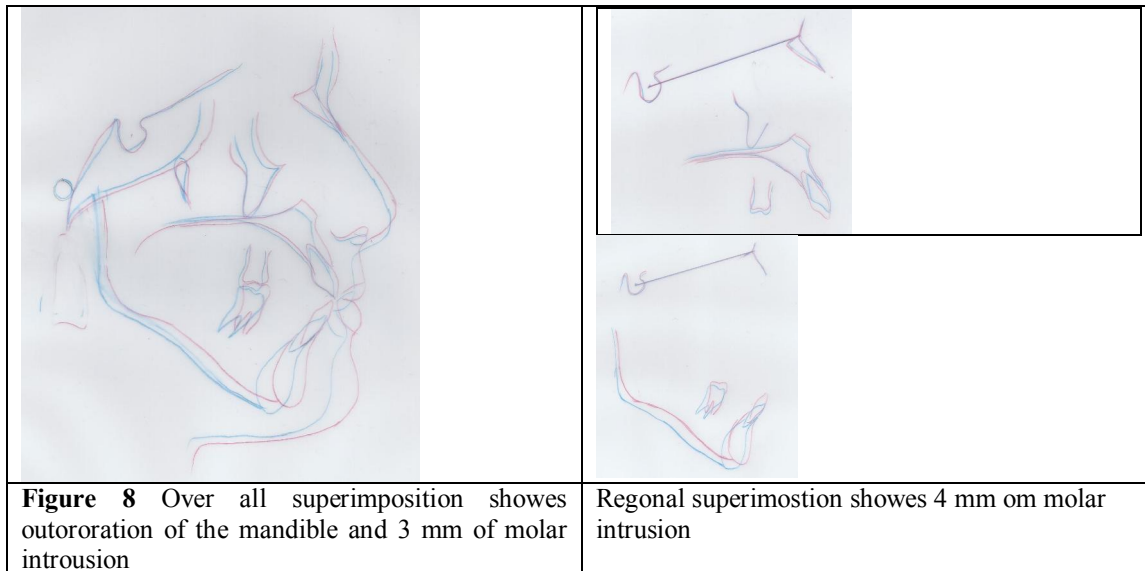 Figure 8 Over all superimposition showes
outororation of the mandible and 3 mm of molar
introusion
Regonal superimostion showes 4 mm om molar
intrusion